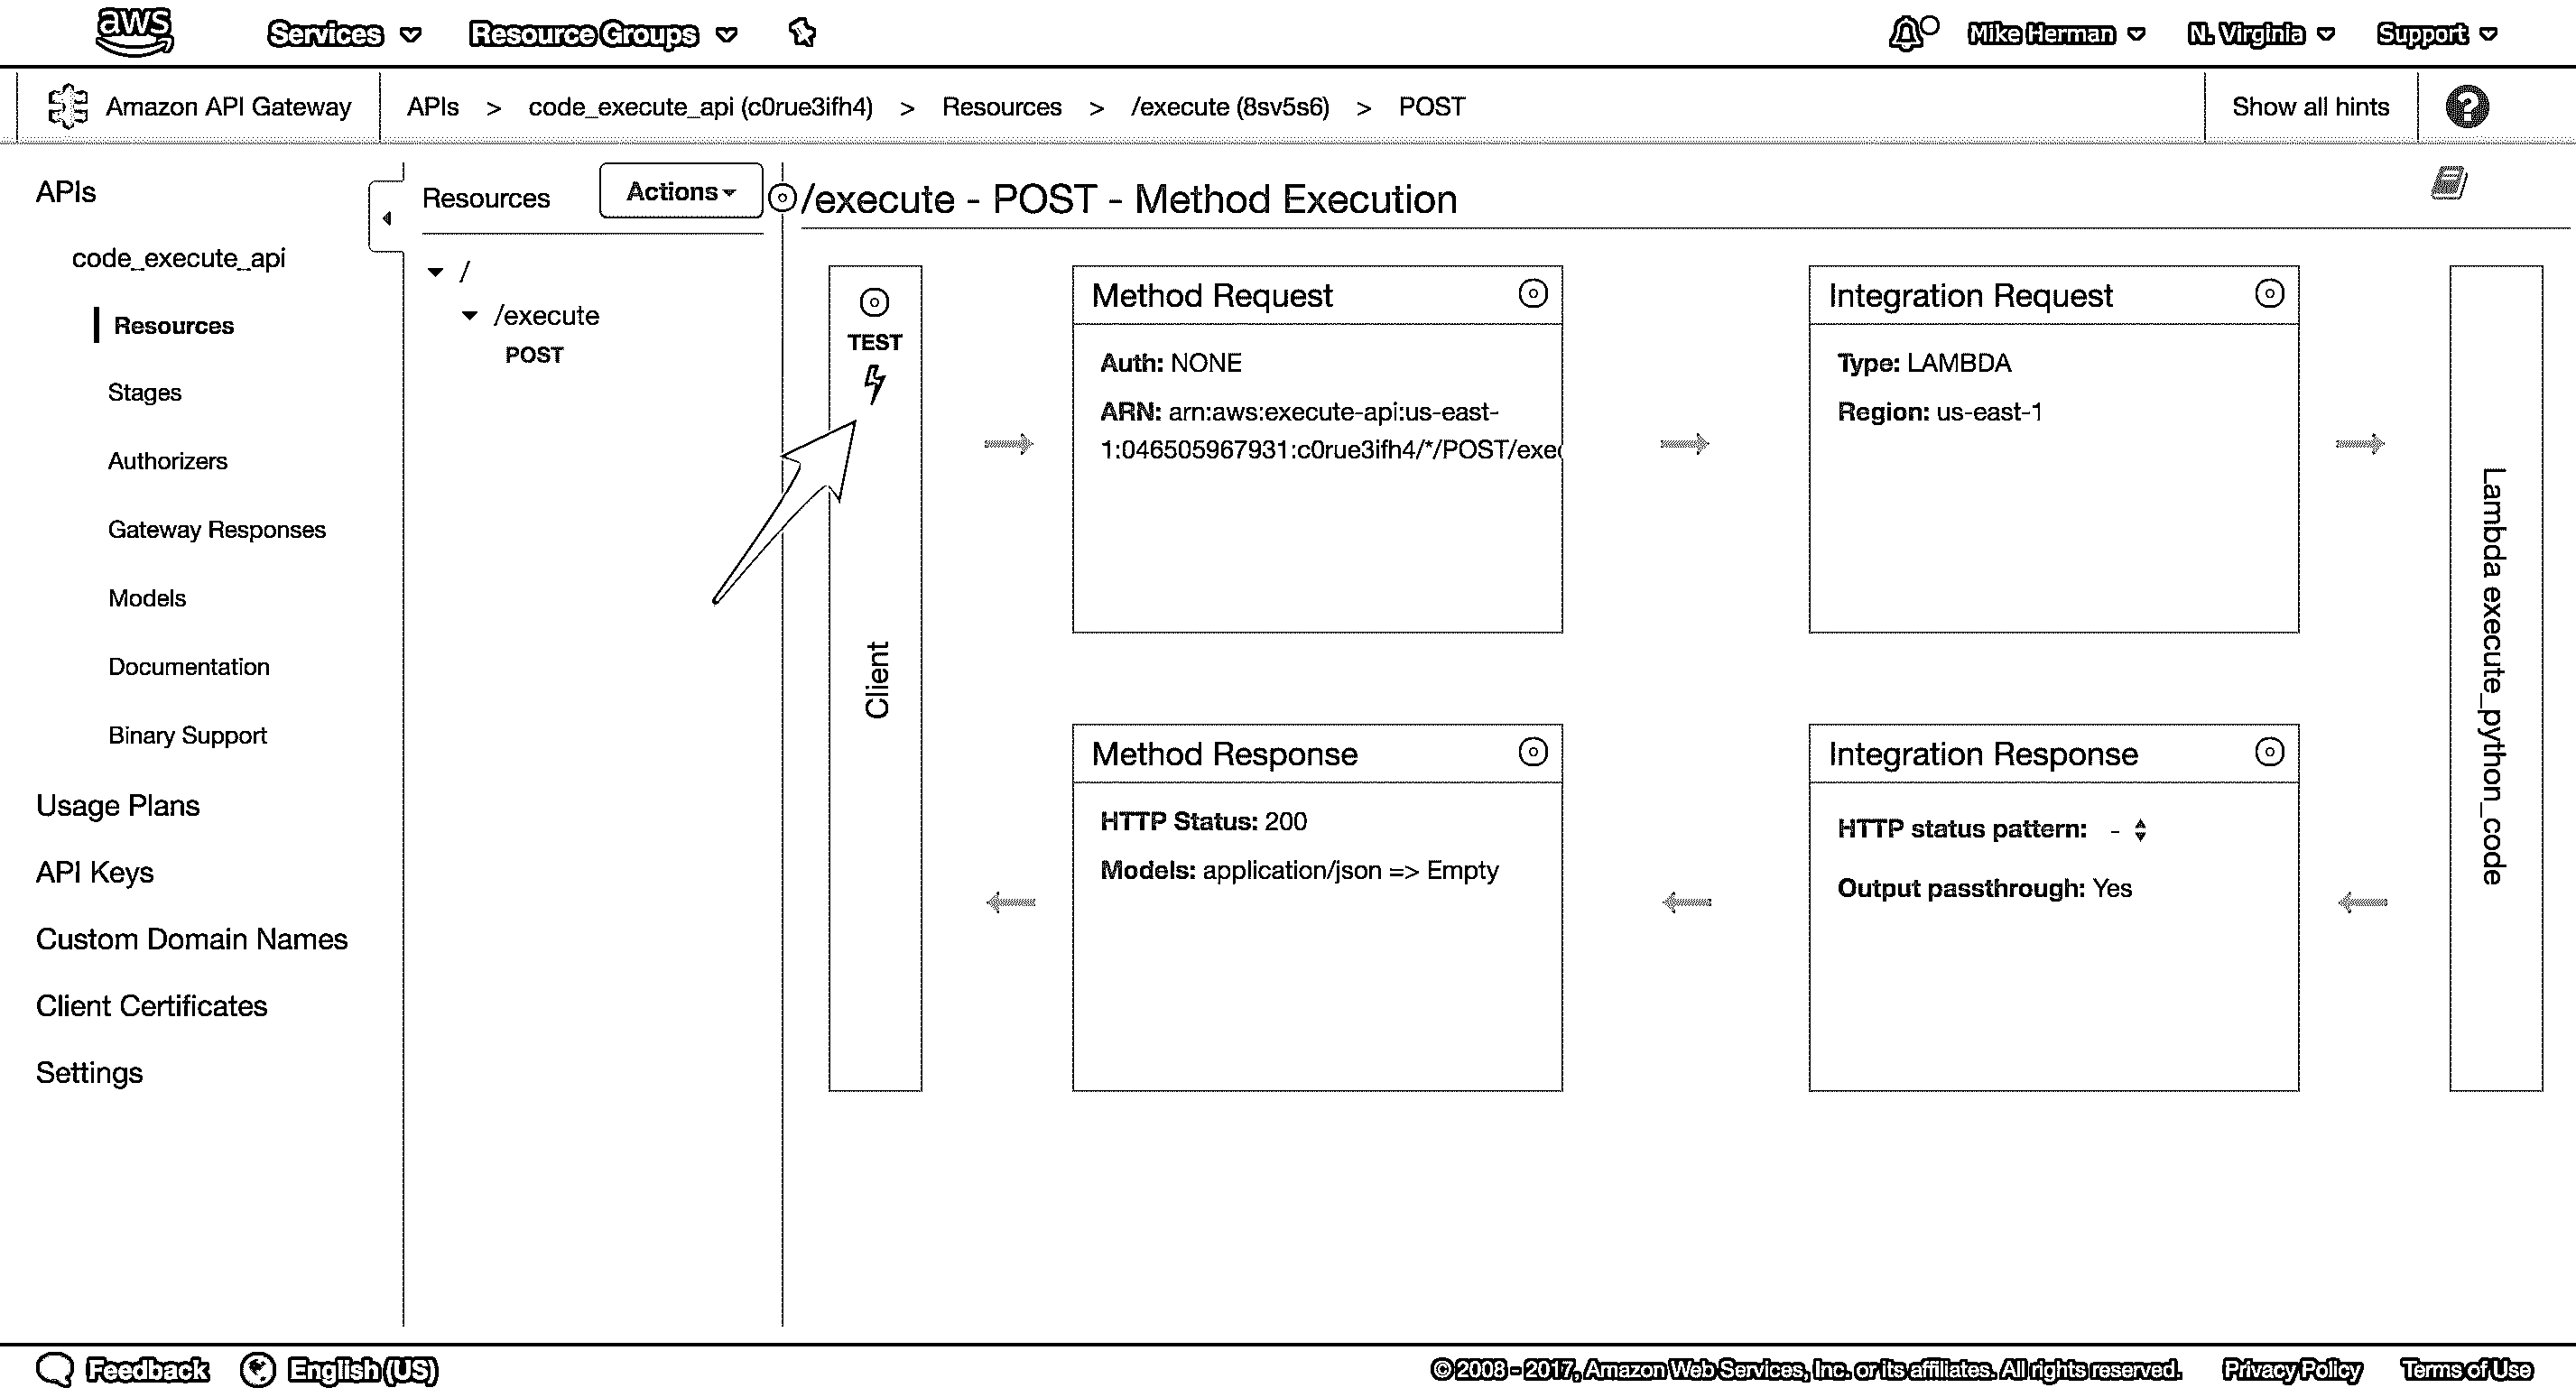 aws Services Resource Groups Mike Herman N. Virginia Support
Amazon API Gateway APIs > code_execute_api (c0rue3ifh4) > Resources > /execute (8sv5s6) > POST Show all hints ?
APIs
code_execute_api
Resources
Stages
Authorizers
Gateway Responses
Models
Documentation
Binary Support
Usage Plans
API Keys
Custom Domain Names
Client Certificates
Settings
Resources Actions
/
/execute
POST
/execute - POST - Method Execution
TEST
Client
Method Request
Auth: NONE
ARN: arn:aws:execute-api:us-east-
1:046505967931:c0rue3ifh4/*/POST/exec
Integration Request
Type: LAMBDA
Region: us-east-1
Lambda execute_python_code
Method Response
HTTP Status: 200
Models: application/json => Empty
Integration Response
HTTP status pattern: -
Output passthrough: Yes
Feedback English (US) © 2008 - 2017, Amazon Web Services, Inc. or its affiliates. All rights reserved. Privacy Policy Terms of Use